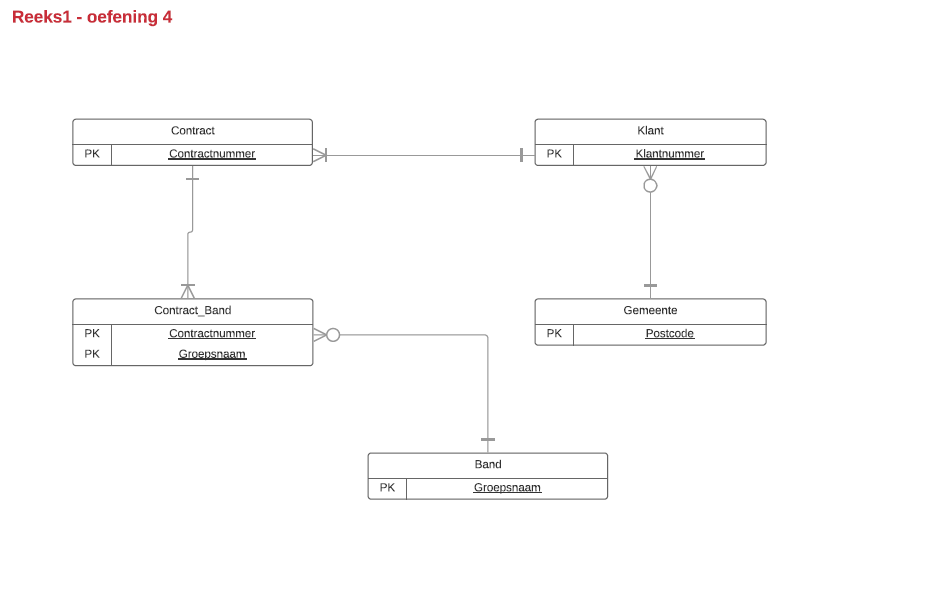 Reeks1 - oefening 4
Contract
PK Contractnummer
Klant
PK Klantnummer
Contract_Band
PK Contractnummer
PK Groepsnaam
Gemeente
PK Postcode
Band
PK Groepsnaam